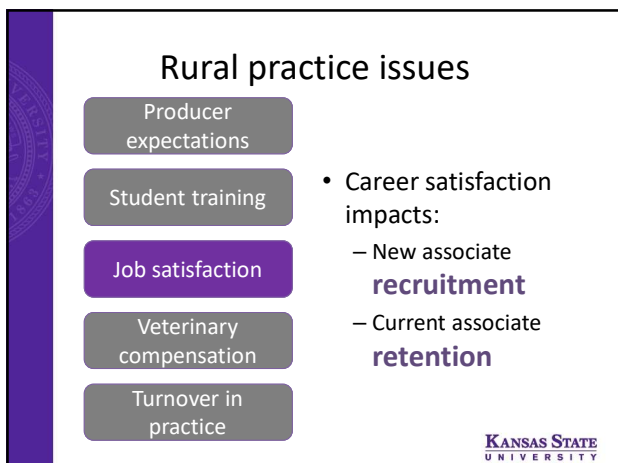 Rural practice issues
Producer
expectations
Student training
Job satisfaction
Veterinary
compensation
Turnover in
practice
• Career satisfaction
impacts:
– New associate
recruitment
– Current associate
retention
KANSAS STATE
UNIVERSITY